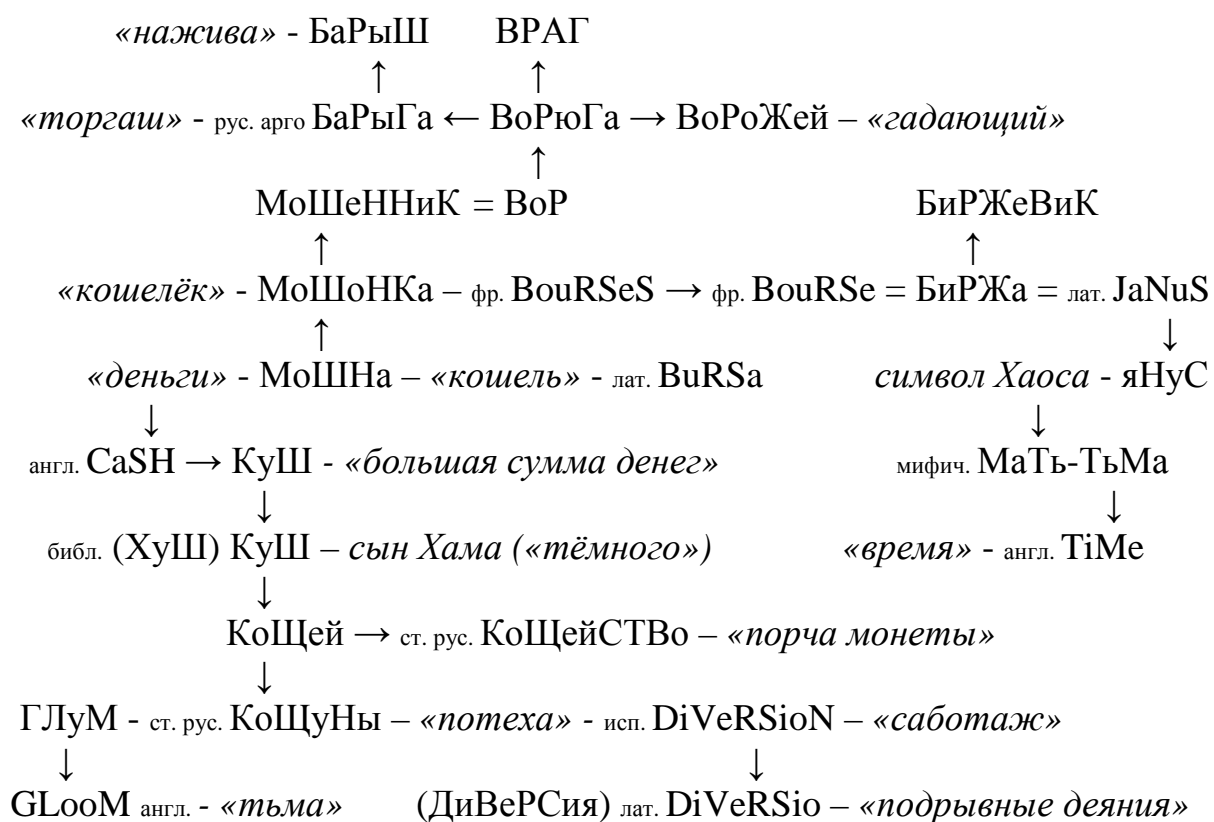 «нажива» - БаРыШ ВРАГ
↑ ↑
«торгаш» - рус. арго БаРыГа ← ВоРюГа → ВоРоЖей – «гадающий»
↑
МоШеННиК = ВоР БиРЖеВиК
↑ ↑
«кошелёк» - МоШоНКа – фр. BouRSeS → фр. BouRSe = БиРЖа = лат. JaNuS
↑ ↓
«деньги» - МоШНа – «кошель» - лат. BuRSa символ Хаоса - яНуС
↓ ↓
англ. CaSH → КуШ - «большая сумма денег» мифич. МаТь-ТьМа
↓ ↓
библ. (ХуШ) КуШ – сын Хама («тёмного») «время» - англ. TiMe
↓
КоЩей → ст. рус. КоЩейСТВо – «порча монеты»
↓
ГЛуМ - ст. рус. КоЩуНы – «потеха» - исп. DiVeRSioN – «саботаж»
↓ ↓
GLooM англ. - «тьма» (ДиВеРСия) лат. DiVeRSio – «подрывные деяния»